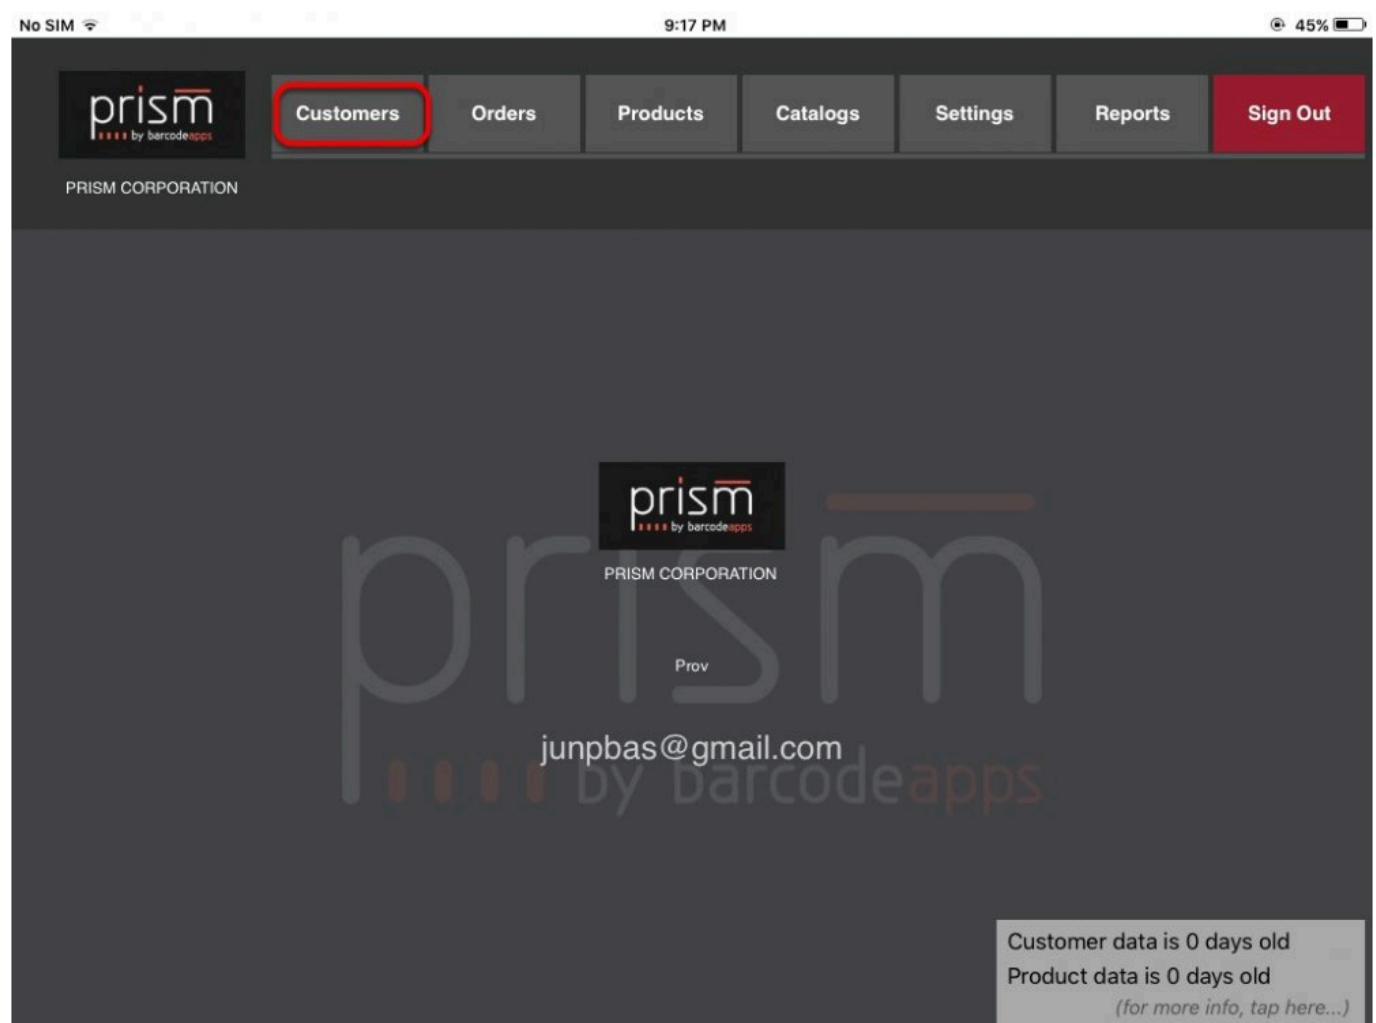 No SIM 9:17 PM 45%
prism
by barcodeapps
Customers Orders Products Catalogs Settings Reports Sign Out
PRISM CORPORATION
prism
by barcodeapps
PRISM CORPORATION
prism
Prov
junpbas@gmail.com
by barcodeapps
Customer data is 0 days old
Product data is 0 days old
(for more info, tap here...)